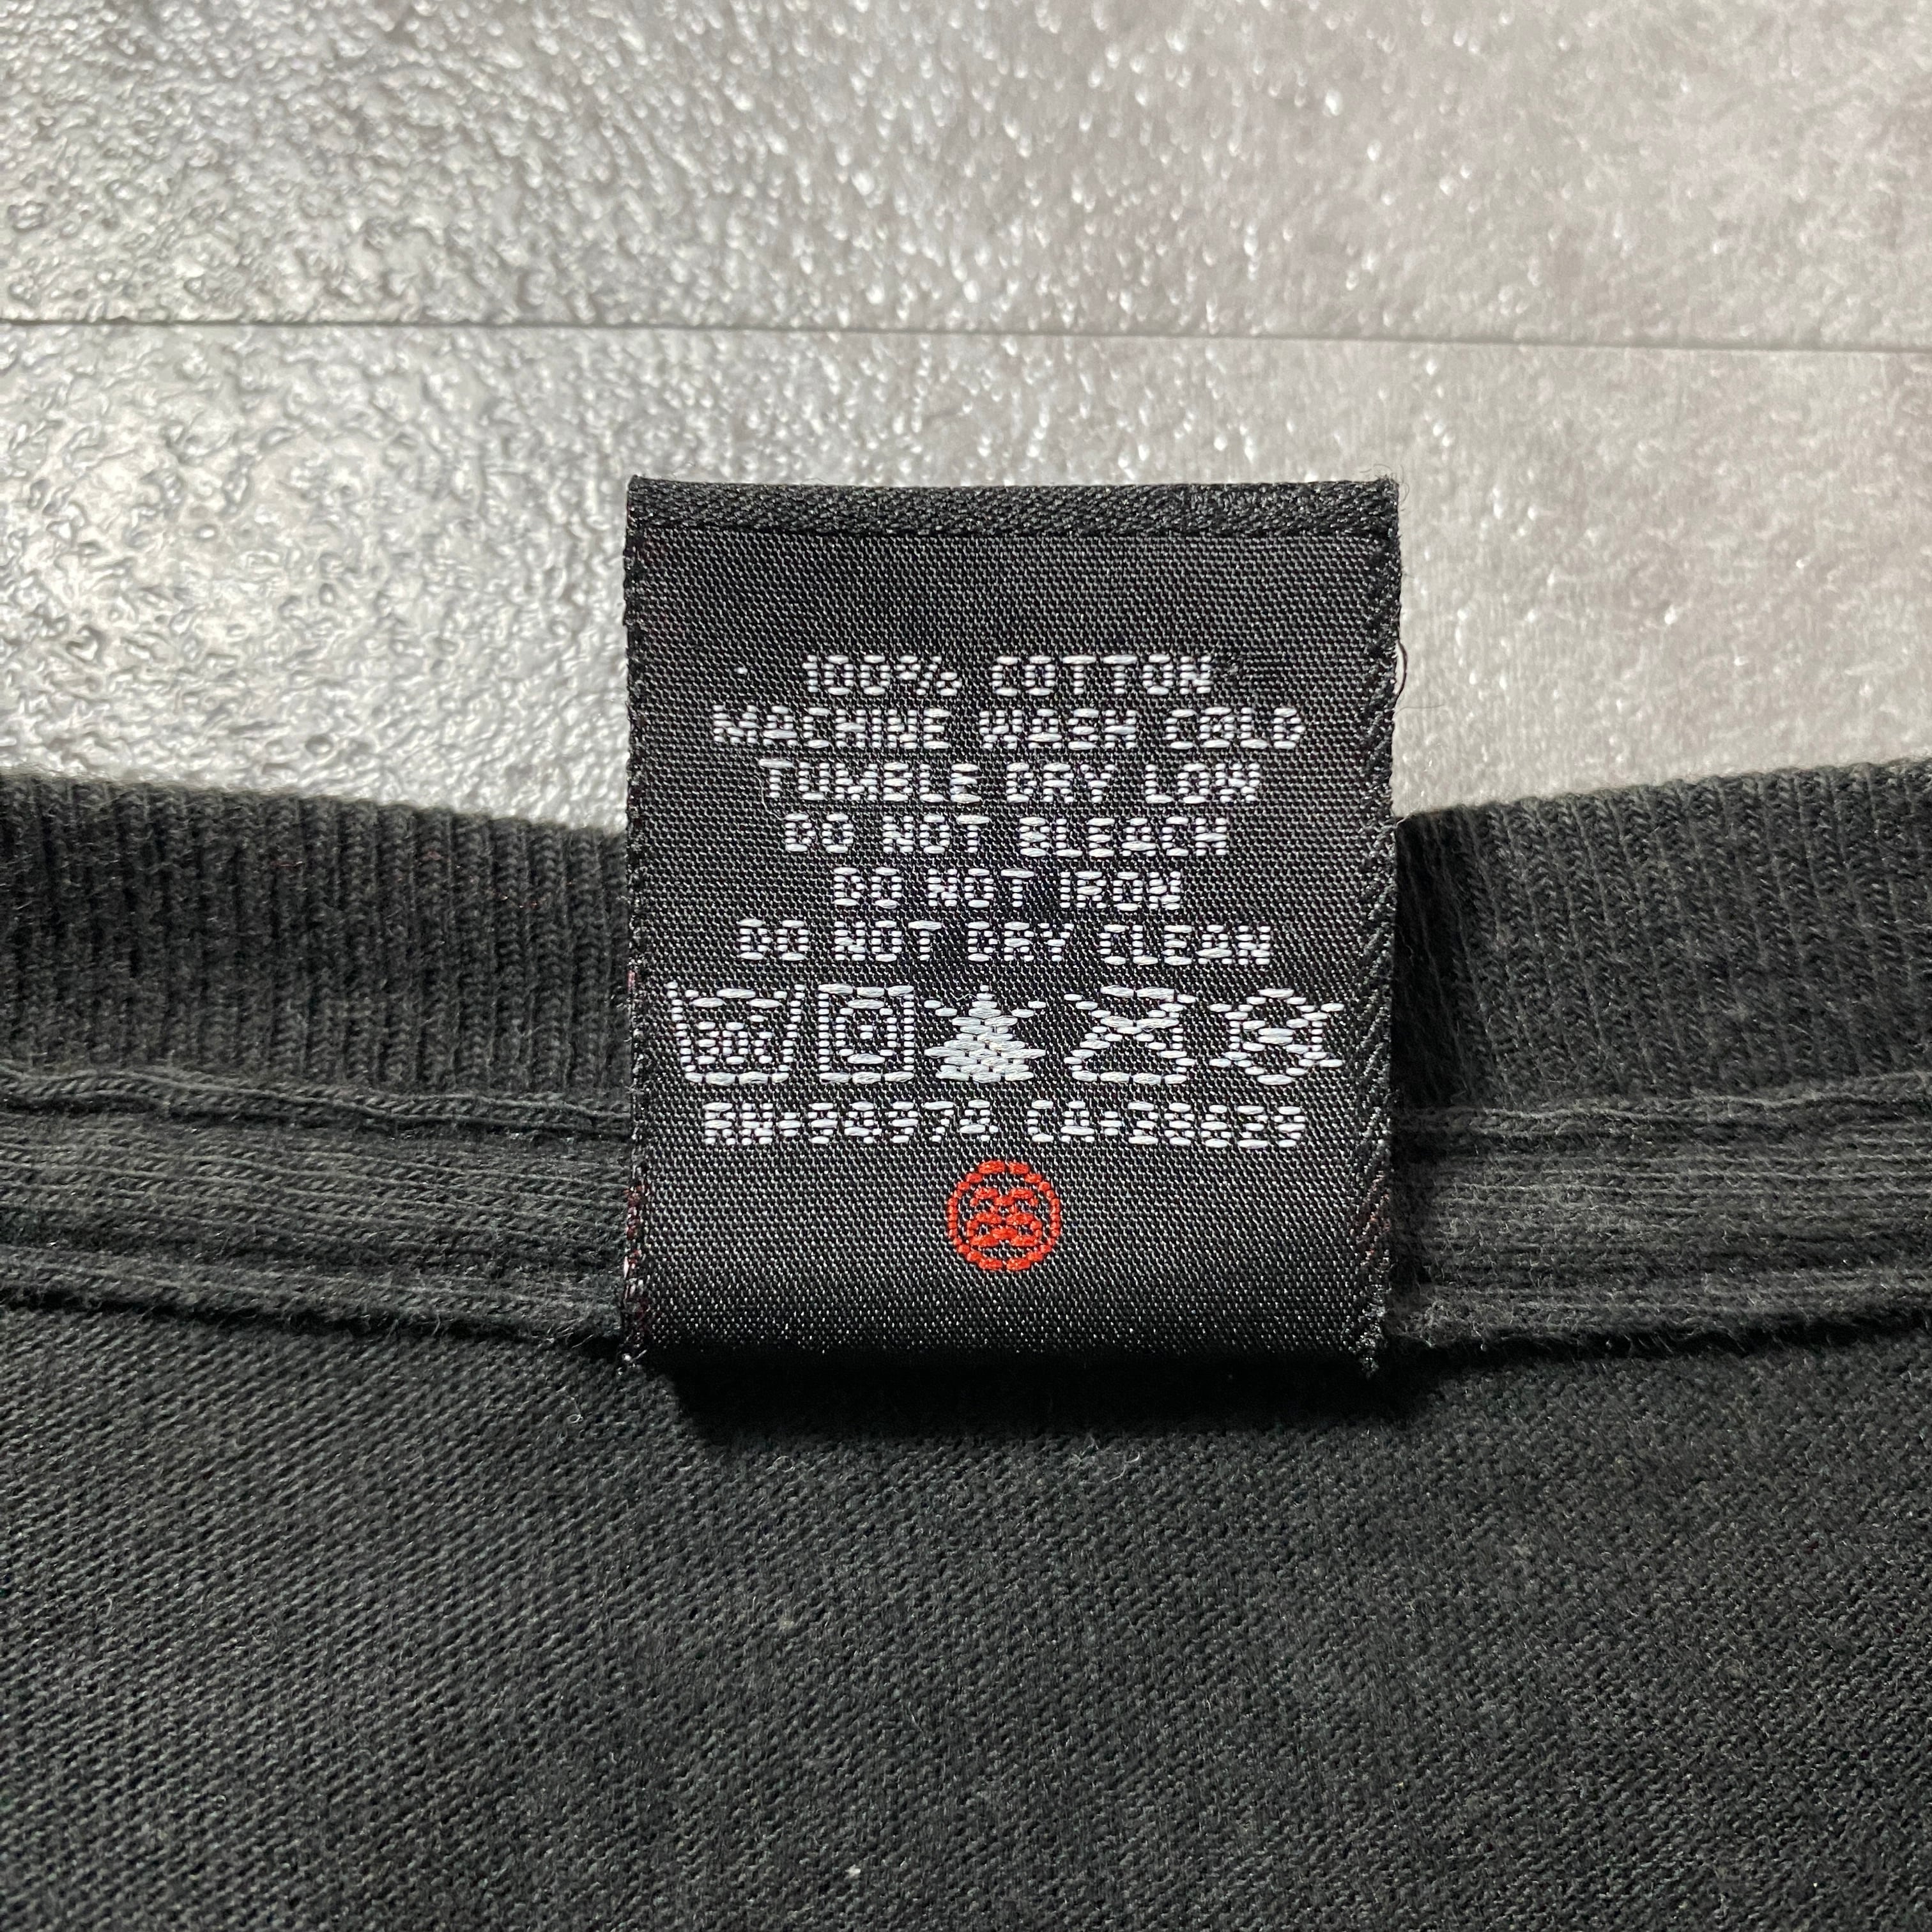 100% COTTON
MACHINE WASH COLD
TUMBLE DRY LOW
DO NOT BLEACH
DO NOT IRON
DO NOT DRY CLEAN